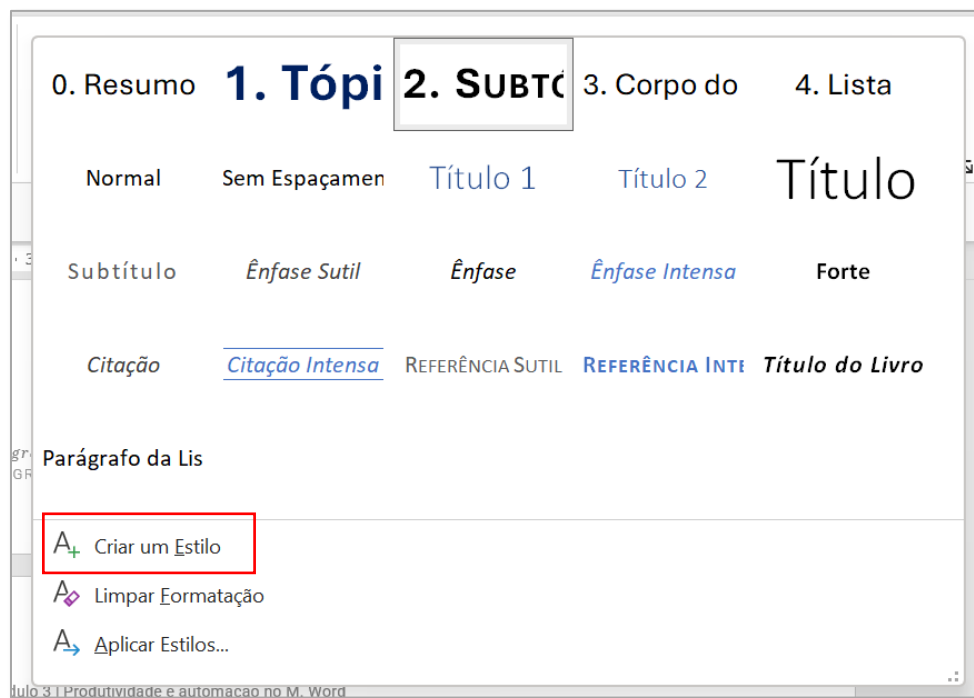 0. Resumo 1. Tópi 2. SUBTÓ 3. Corpo do 4. Lista
Normal Sem Espaçamen Título 1 Título 2 Título
Subtítulo Ênfase Sutil Ênfase Ênfase Intensa Forte
Citação Citação Intensa REFERÊNCIA SUTIL REFERÊNCIA INTE Título do Livro
Parágrafo da Lis
Criar um Estilo
Limpar Formatação
Aplicar Estilos...
dulo 3 | Produtividade e automação no M. Word